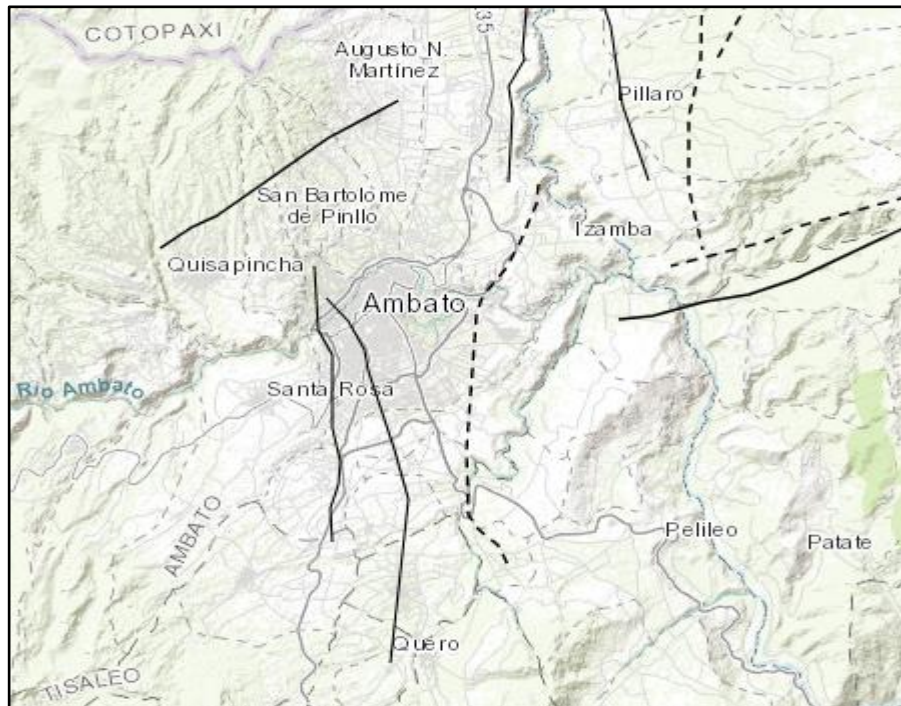 COTOPAXI
35
Augusto N.
Martínez
Pillaro
San Bartolome
de Pinllo
Izamba
Quisapincha
Ambato
Río Ambato
Santa Rosa
AMBATO
Pelileo
Patate
Quero
TISALEO